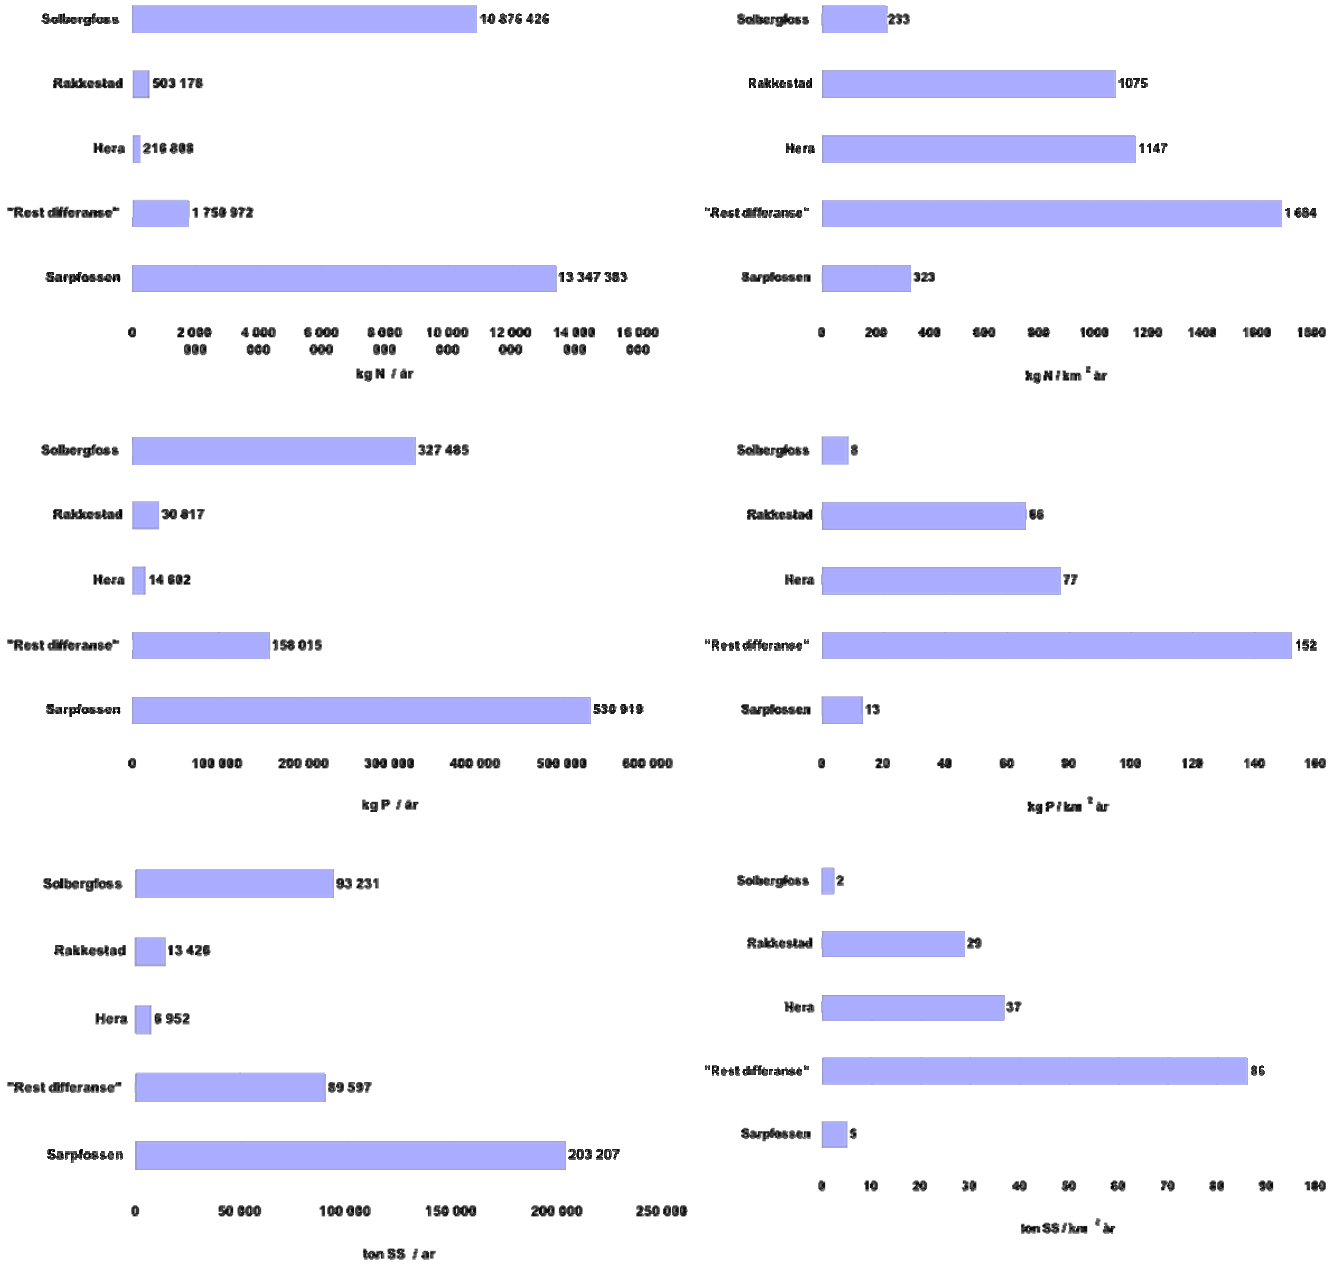 Solbergfoss 10 876 426
Rakkestad 503 178
Hera 216 808
"Rest differanse" 1 750 972
Sarpfossen 13 347 383
0 2 000 000 4 000 000 6 000 000 8 000 000 10 000 000 12 000 000 14 000 000 16 000 000
kg N / år
Solbergfoss 233
Rakkestad 1075
Hera 1147
"Rest differanse" 1 684
Sarpfossen 323
0 200 400 600 800 1000 1200 1400 1600 1800
kg N / km ² år
Solbergfoss 327 485
Rakkestad 30 817
Hera 14 602
"Rest differanse" 158 015
Sarpfossen 530 919
0 100 000 200 000 300 000 400 000 500 000 600 000
kg P / år
Solbergfoss 8
Rakkestad 66
Hera 77
"Rest differanse" 152
Sarpfossen 13
0 20 40 60 80 100 120 140 160
kg P / km ² år
Solbergfoss 93 231
Rakkestad 13 426
Hera 6 952
"Rest differanse" 89 597
Sarpfossen 203 207
0 50 000 100 000 150 000 200 000 250 000
ton SS / ar
Solbergfoss 2
Rakkestad 29
Hera 37
"Rest differanse" 86
Sarpfossen 5
0 10 20 30 40 50 60 70 80 90 100
ton SS / km ² år